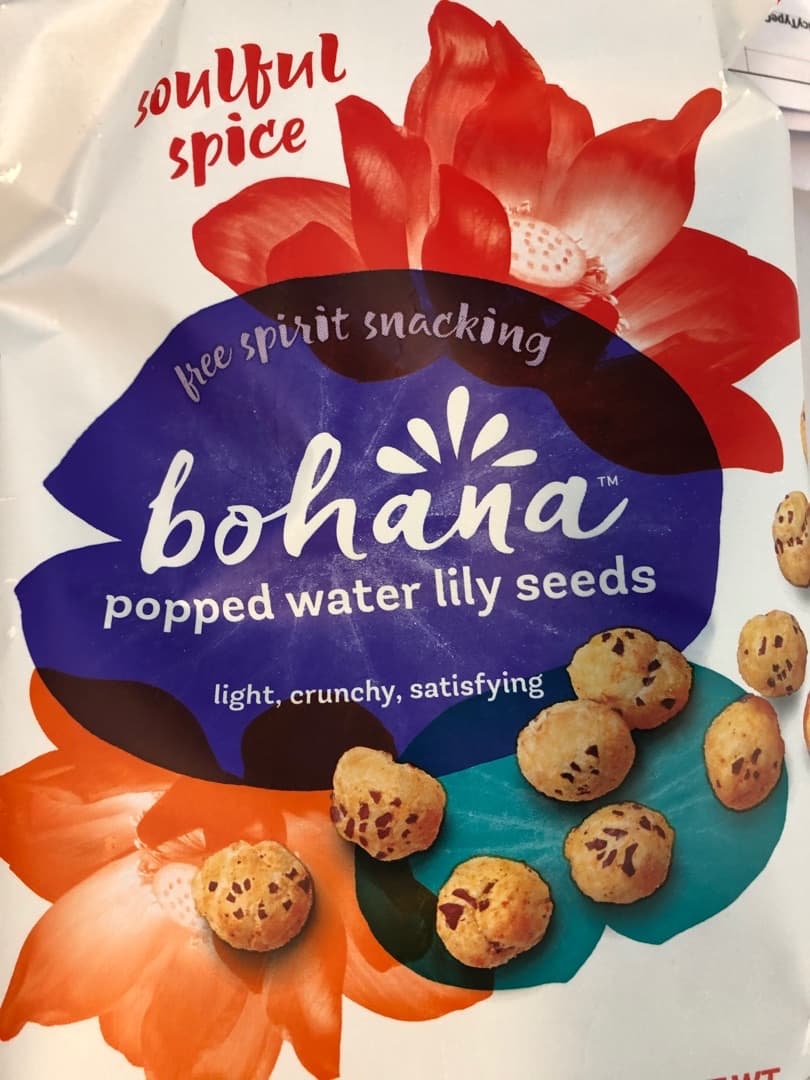 soulful
spice
free spirit snacking
bohana™
popped water lily seeds
light, crunchy, satisfying